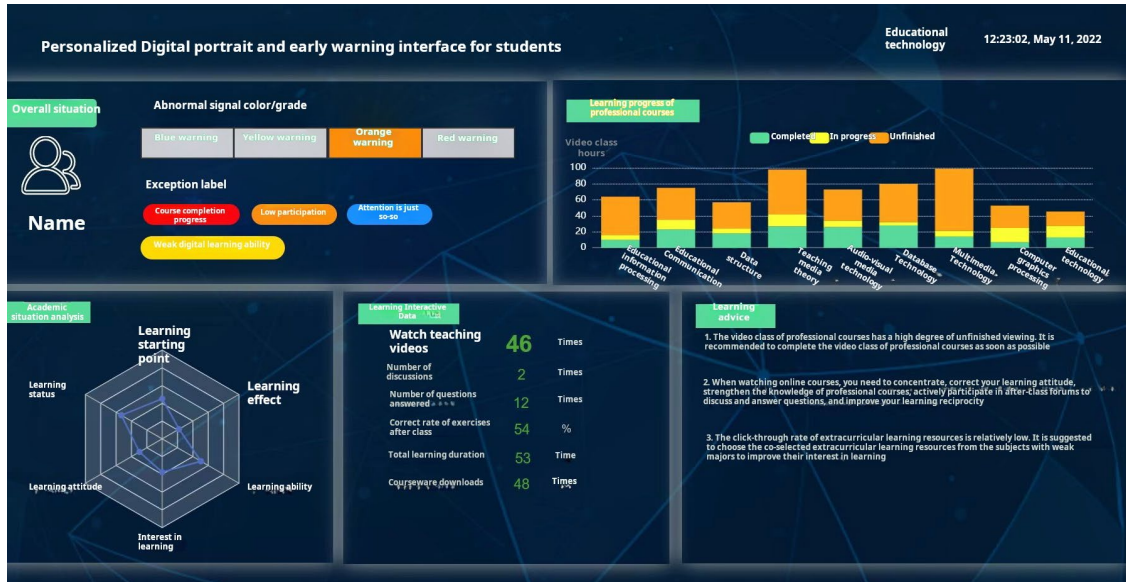 Personalized Digital portrait and early warning interface for students
Educational
technology
12:23:02, May 11, 2022
Overall situation
Name
Abnormal signal color/grade
Blue warning
Yellow warning
Orange
warning
Red warning
Exception label
Course completion
progress
Low participation
Attention is just
so-so
Weak digital learning ability
Learning progress of
professional courses
Video class
hours
Completed
In progress
Unfinished
100
80
60
40
20
0
Educational
information
processing
Educational
Communication
Data
structure
Teaching
media
theory
Audio-visual
media
technology
Database
Technology
Multimedia
Technology
Computer
graphics
processing
Educational
technology
Academic
situation analysis
Learning
starting
point
Learning
effect
Learning ability
Interest in
learning
Learning attitude
Learning
status
Learning Interactive
Data
Watch teaching
videos
46
Times
Number of
discussions
2
Times
Number of questions
answered
12
Times
Correct rate of exercises
after class
54
%
Total learning duration
53
Time
Courseware downloads
48
Times
Learning
advice
1. The video class of professional courses has a high degree of unfinished viewing. It is
recommended to complete the video class of professional courses as soon as possible
2. When watching online courses, you need to concentrate, correct your learning attitude,
strengthen the knowledge of professional courses, actively participate in after-class forums to
discuss and answer questions, and improve your learning reciprocity
3. The click-through rate of extracurricular learning resources is relatively low. It is suggested
to choose the co-selected extracurricular learning resources from the subjects with weak
majors to improve their interest in learning